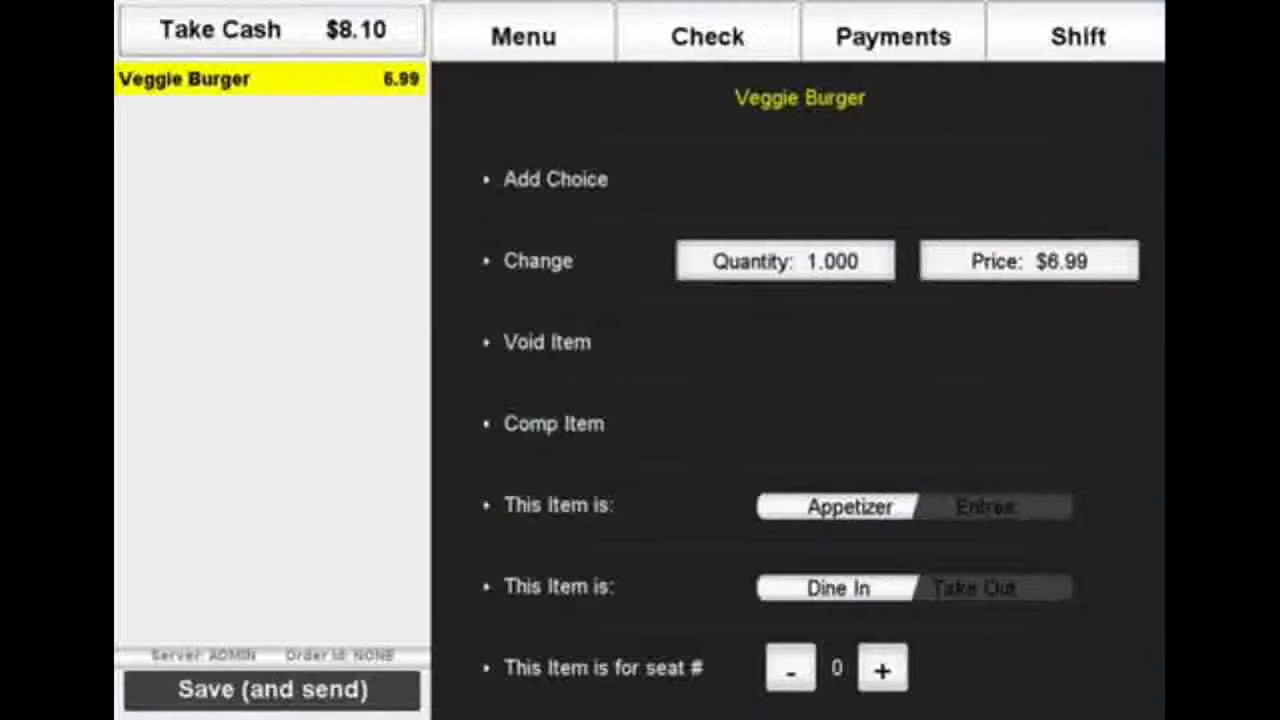 Take Cash $8.10
Menu
Check
Payments
Shift
Veggie Burger 6.99
Veggie Burger
• Add Choice
• Change Quantity: 1.000 Price: $6.99
• Void Item
• Comp Item
• This Item is: Appetizer Entree
• This Item is: Dine In Take Out
• This Item is for seat # - 0 +
Server: ADMIN Order Id: NONE
Save (and send)